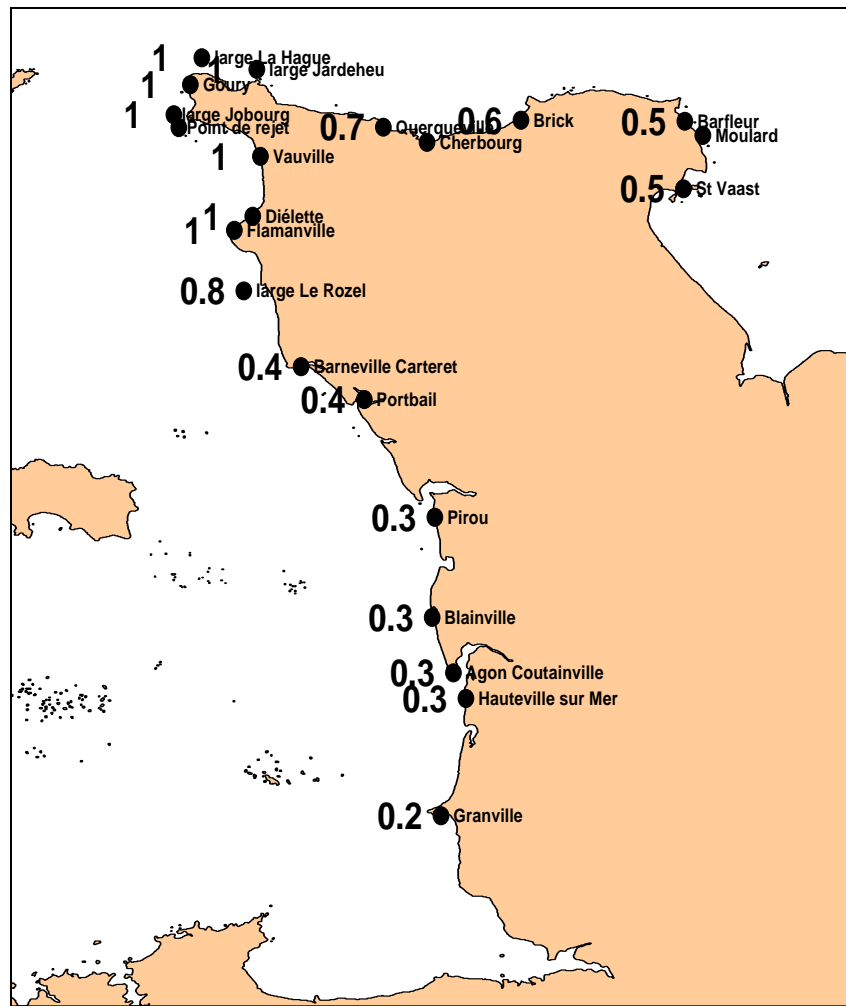 1 large La Hague
1 large Jardeheu
1 Goury
1 large Jobourg
Point de rejet
0.7 Querqueville
Cherbourg
0.6 Brick
0.5 Barfleur
Moulard
1 Vauville
0.5 St Vaast
1 Diélette
1 Flamanville
0.8 large Le Rozel
0.4 Barneville Carteret
0.4 Portbail
0.3 Pirou
0.3 Blainville
0.3 Agon Coutainville
0.3 Hauteville sur Mer
0.2 Granville